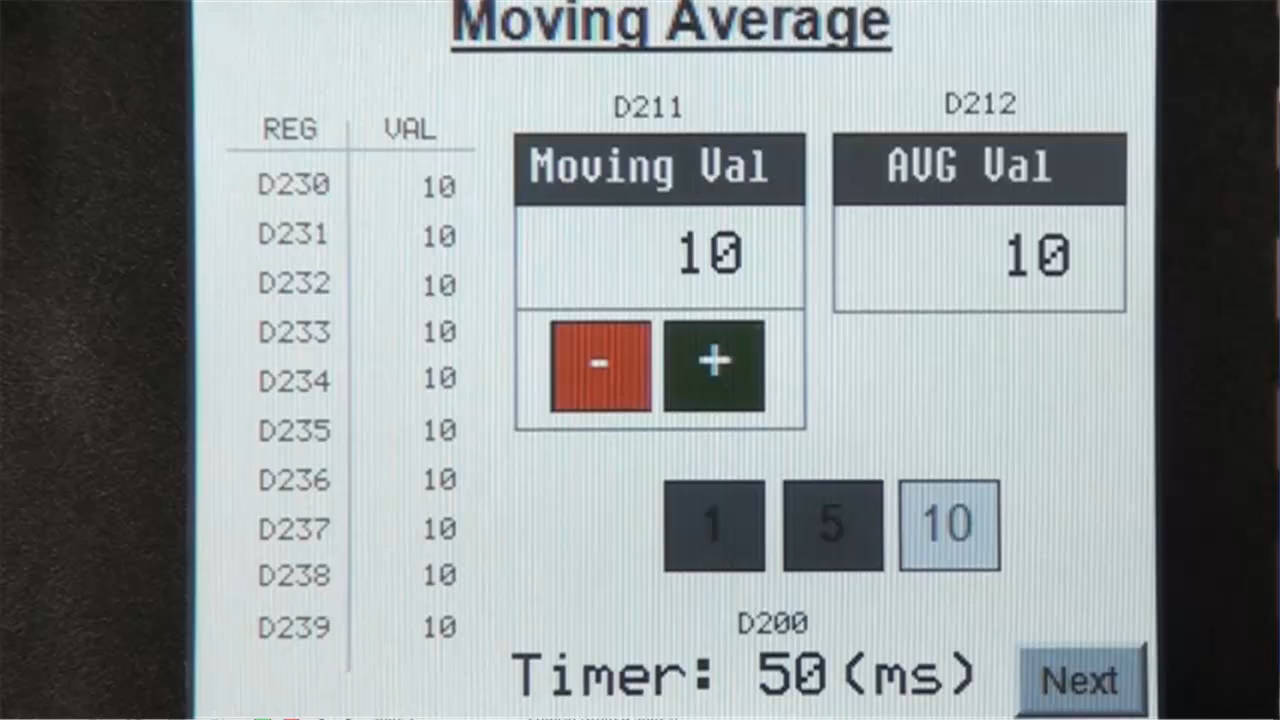 Moving Average
REG VAL
D230 10
D231 10
D232 10
D233 10
D234 10
D235 10
D236 10
D237 10
D238 10
D239 10
D211
Moving Val
10
- +
D212
AVG Val
10
1 5 10
D200
Timer: 50(ms)
Next